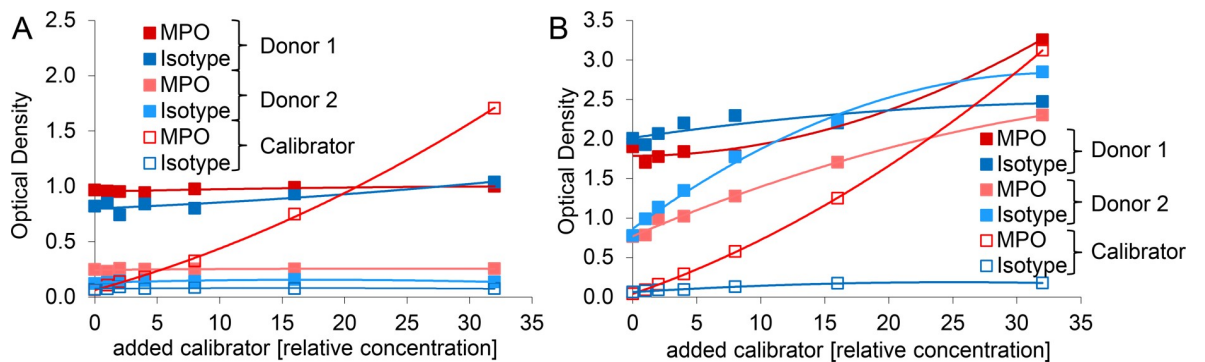 A
2.5
2.0
1.5
1.0
0.5
0.0
Optical Density
MPO
Isotype
Donor 1
MPO
Isotype
Donor 2
MPO
Isotype
Calibrator
0 5 10 15 20 25 30 35
added calibrator [relative concentration]
B
3.5
3.0
2.5
2.0
1.5
1.0
0.5
0.0
Optical Density
MPO
Isotype
Donor 1
MPO
Isotype
Donor 2
MPO
Isotype
Calibrator
0 5 10 15 20 25 30 35
added calibrator [relative concentration]